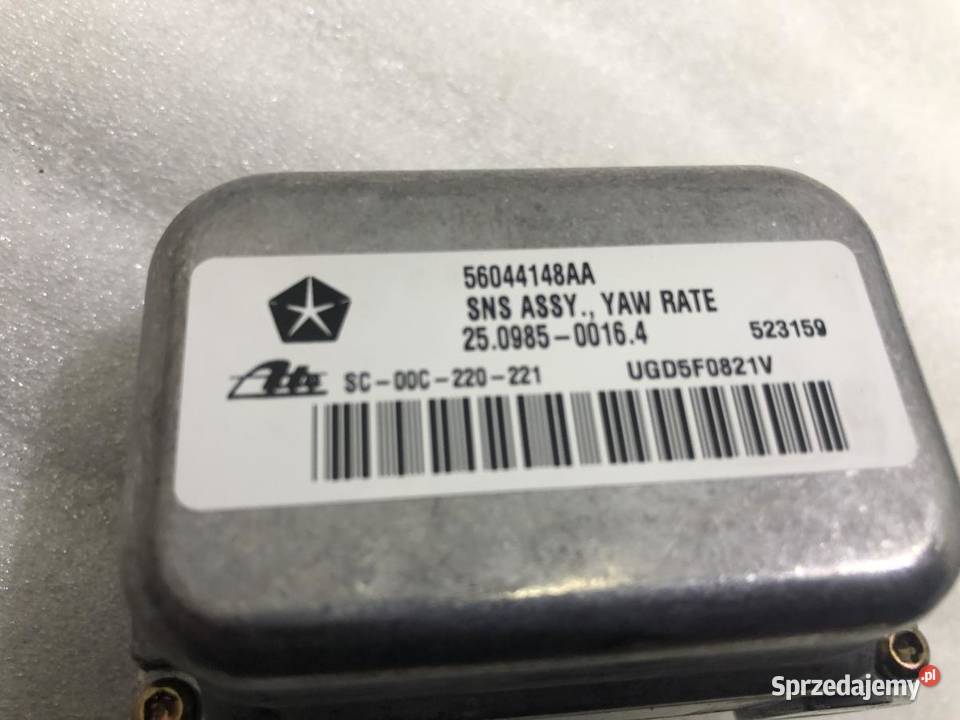 56044148AA
SNS ASSY., YAW RATE
25.0985-0016.4
523159
Ate SC-00C-220-221
UGD5F0821V
Sprzedajemy.pl